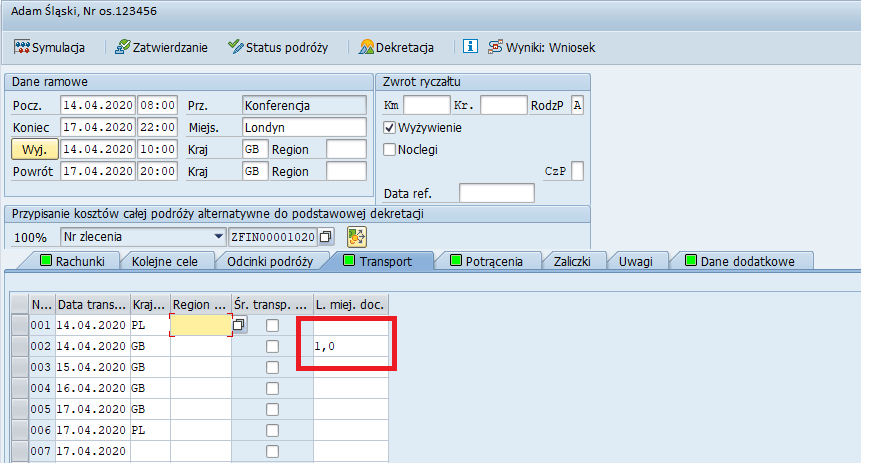 Adam Śląski, Nr os.123456
Symulacja Zatwierdzanie Status podróży Dekretacja Wyniki: Wniosek
Dane ramowe Zwrot ryczałtu
Pocz. 14.04.2020 08:00 Prz. Konferencja Km Kr. RodzP A
Koniec 17.04.2020 22:00 Miejs. Londyn Wyżywienie
Wyj. 14.04.2020 10:00 Kraj GB Region Noclegi
Powrót 17.04.2020 20:00 Kraj GB Region CzP
Data ref.
Przypisanie kosztów całej podróży alternatywne do podstawowej dekretacji
100% Nr zlecenia ZFIN00001020
Rachunki Kolejne cele Odcinki podróży Transport Potrącenia Zaliczki Uwagi Dane dodatkowe
N... Data trans... Kraj... Region ... Śr. transp. ... L. miej. doc.
001 14.04.2020 PL
002 14.04.2020 GB 1,0
003 15.04.2020 GB
004 16.04.2020 GB
005 17.04.2020 GB
006 17.04.2020 PL
007 17.04.2020